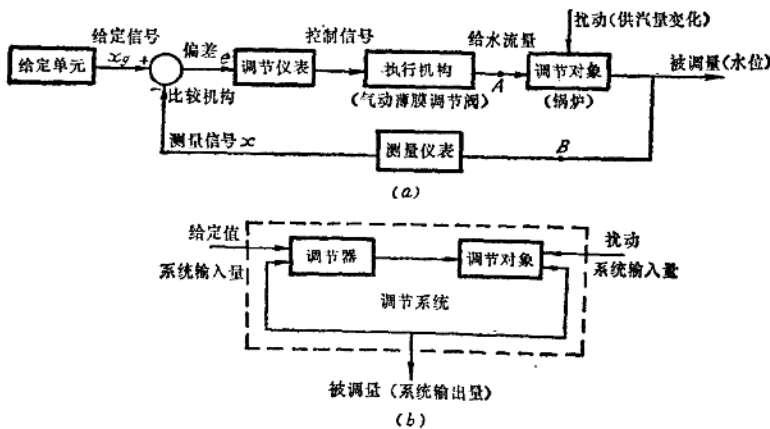 扰动(供汽量变化)
给定信号
控制信号
给水流量
x_g
+
偏差 e
给定单元
调节仪表
执行机构
调节对象
被调量(水位)
-
比较机构
(气动薄膜调节阀)
A
(锅炉)
测量信号 x
测量仪表
B
(a)
给定值
扰动
调节器
调节对象
系统输入量
系统输入量
调节系统
被调量 (系统输出量)
(b)